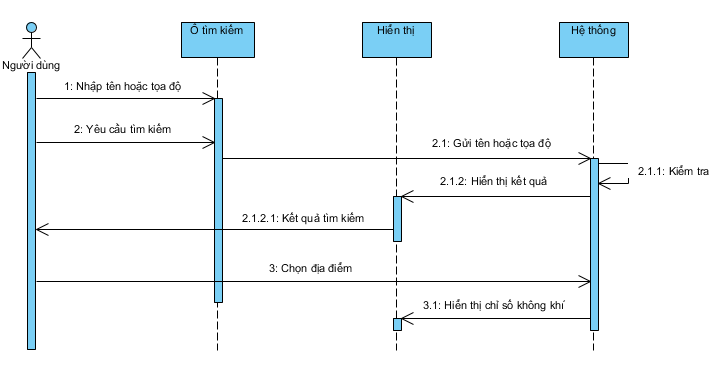 Ô tìm kiếm
Hiển thị
Hệ thống
Người dùng
1: Nhập tên hoặc tọa độ
2: Yêu cầu tìm kiếm
2.1: Gửi tên hoặc tọa độ
2.1.1: Kiểm tra
2.1.2: Hiển thị kết quả
2.1.2.1: Kết quả tìm kiếm
3: Chọn địa điểm
3.1: Hiển thị chỉ số không khí